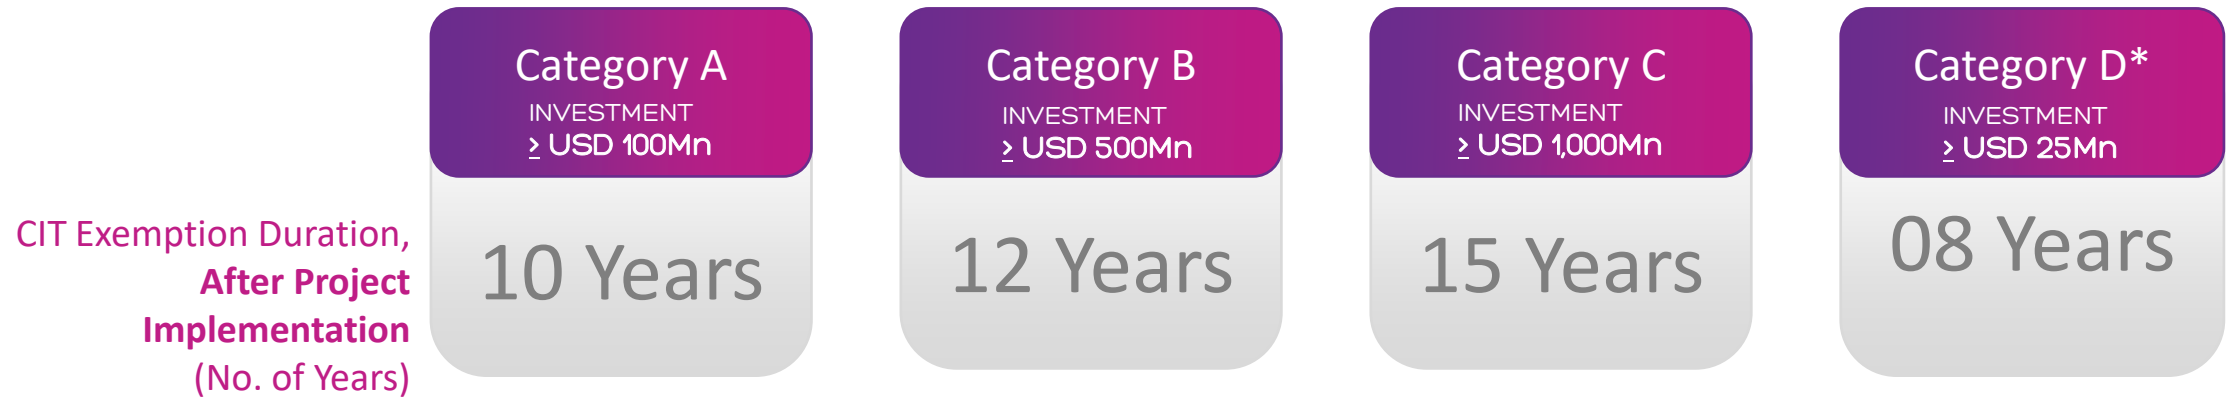 Category A
INVESTMENT
≥ USD 100Mn
Category B
INVESTMENT
≥ USD 500Mn
Category C
INVESTMENT
≥ USD 1,000Mn
Category D*
INVESTMENT
≥ USD 25Mn
CIT Exemption Duration,
After Project
Implementation
(No. of Years)
10 Years
12 Years
15 Years
08 Years